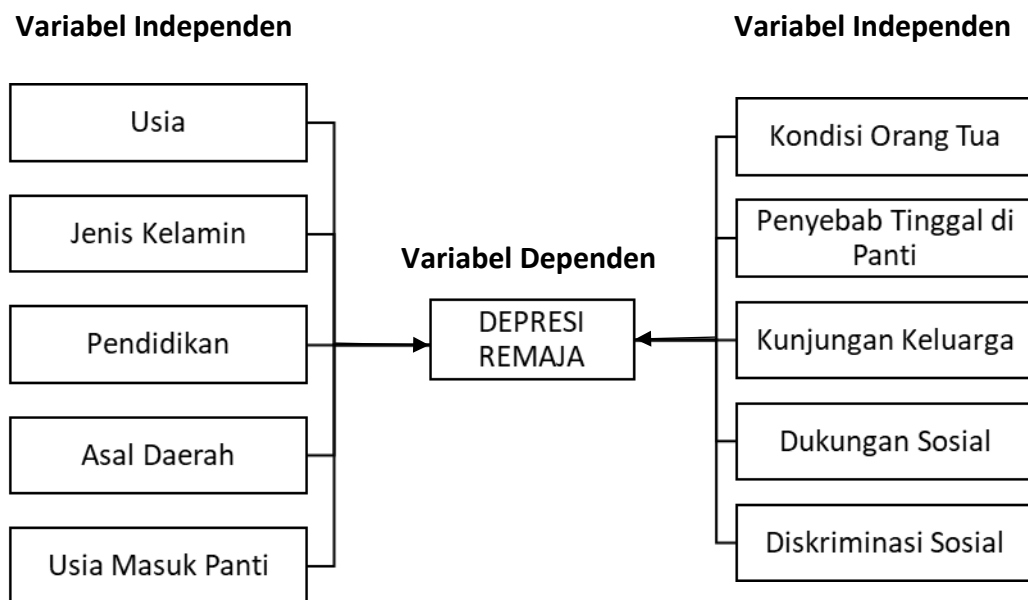 Variabel Independen
Usia
Jenis Kelamin
Pendidikan
Asal Daerah
Usia Masuk Panti
Variabel Dependen
DEPRESI
REMAJA
Variabel Independen
Kondisi Orang Tua
Penyebab Tinggal di
Panti
Kunjungan Keluarga
Dukungan Sosial
Diskriminasi Sosial